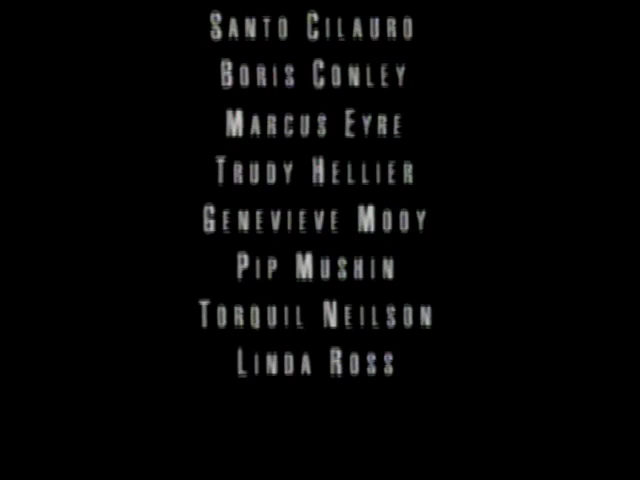 Santo Cilauro
Boris Conley
Marcus Eyre
Trudy Hellier
Genevieve Mooy
Pip Mushin
Torquil Neilson
Linda Ross